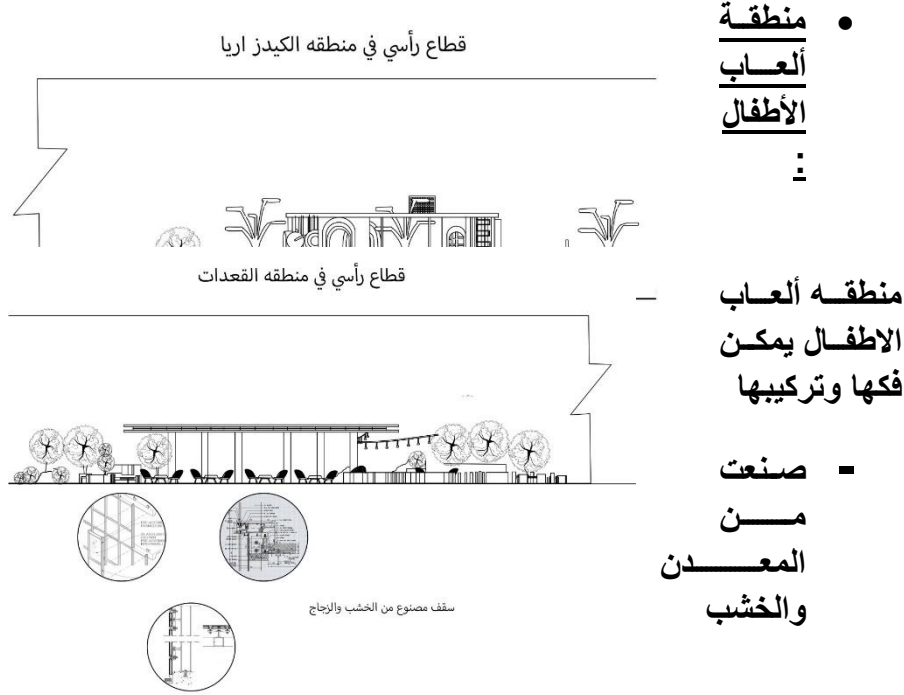 منطقة
ألعاب
الأطفال
:
قطاع رأسي في منطقه الكيدز اريا
قطاع رأسي في منطقه القعدات
منطقه ألعاب
الاطفال يمكن
فكها وتركيبها
صنعت
من
المعدن
والخشب
سقف مصنوع من الخشب والزجاج